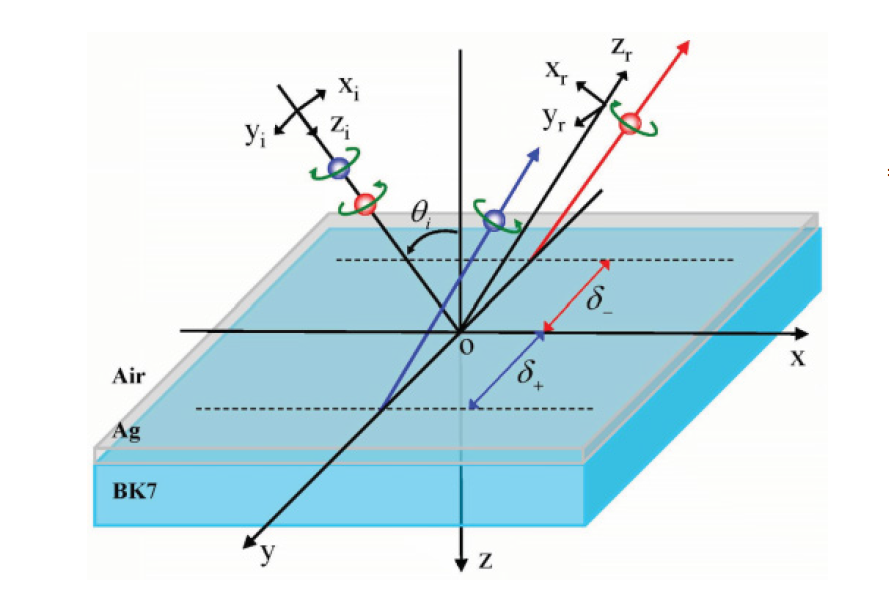 x_i
y_i
z_i
θ_i
z_r
x_r
y_r
δ_-
o
x
δ_+
Air
Ag
BK7
y
z